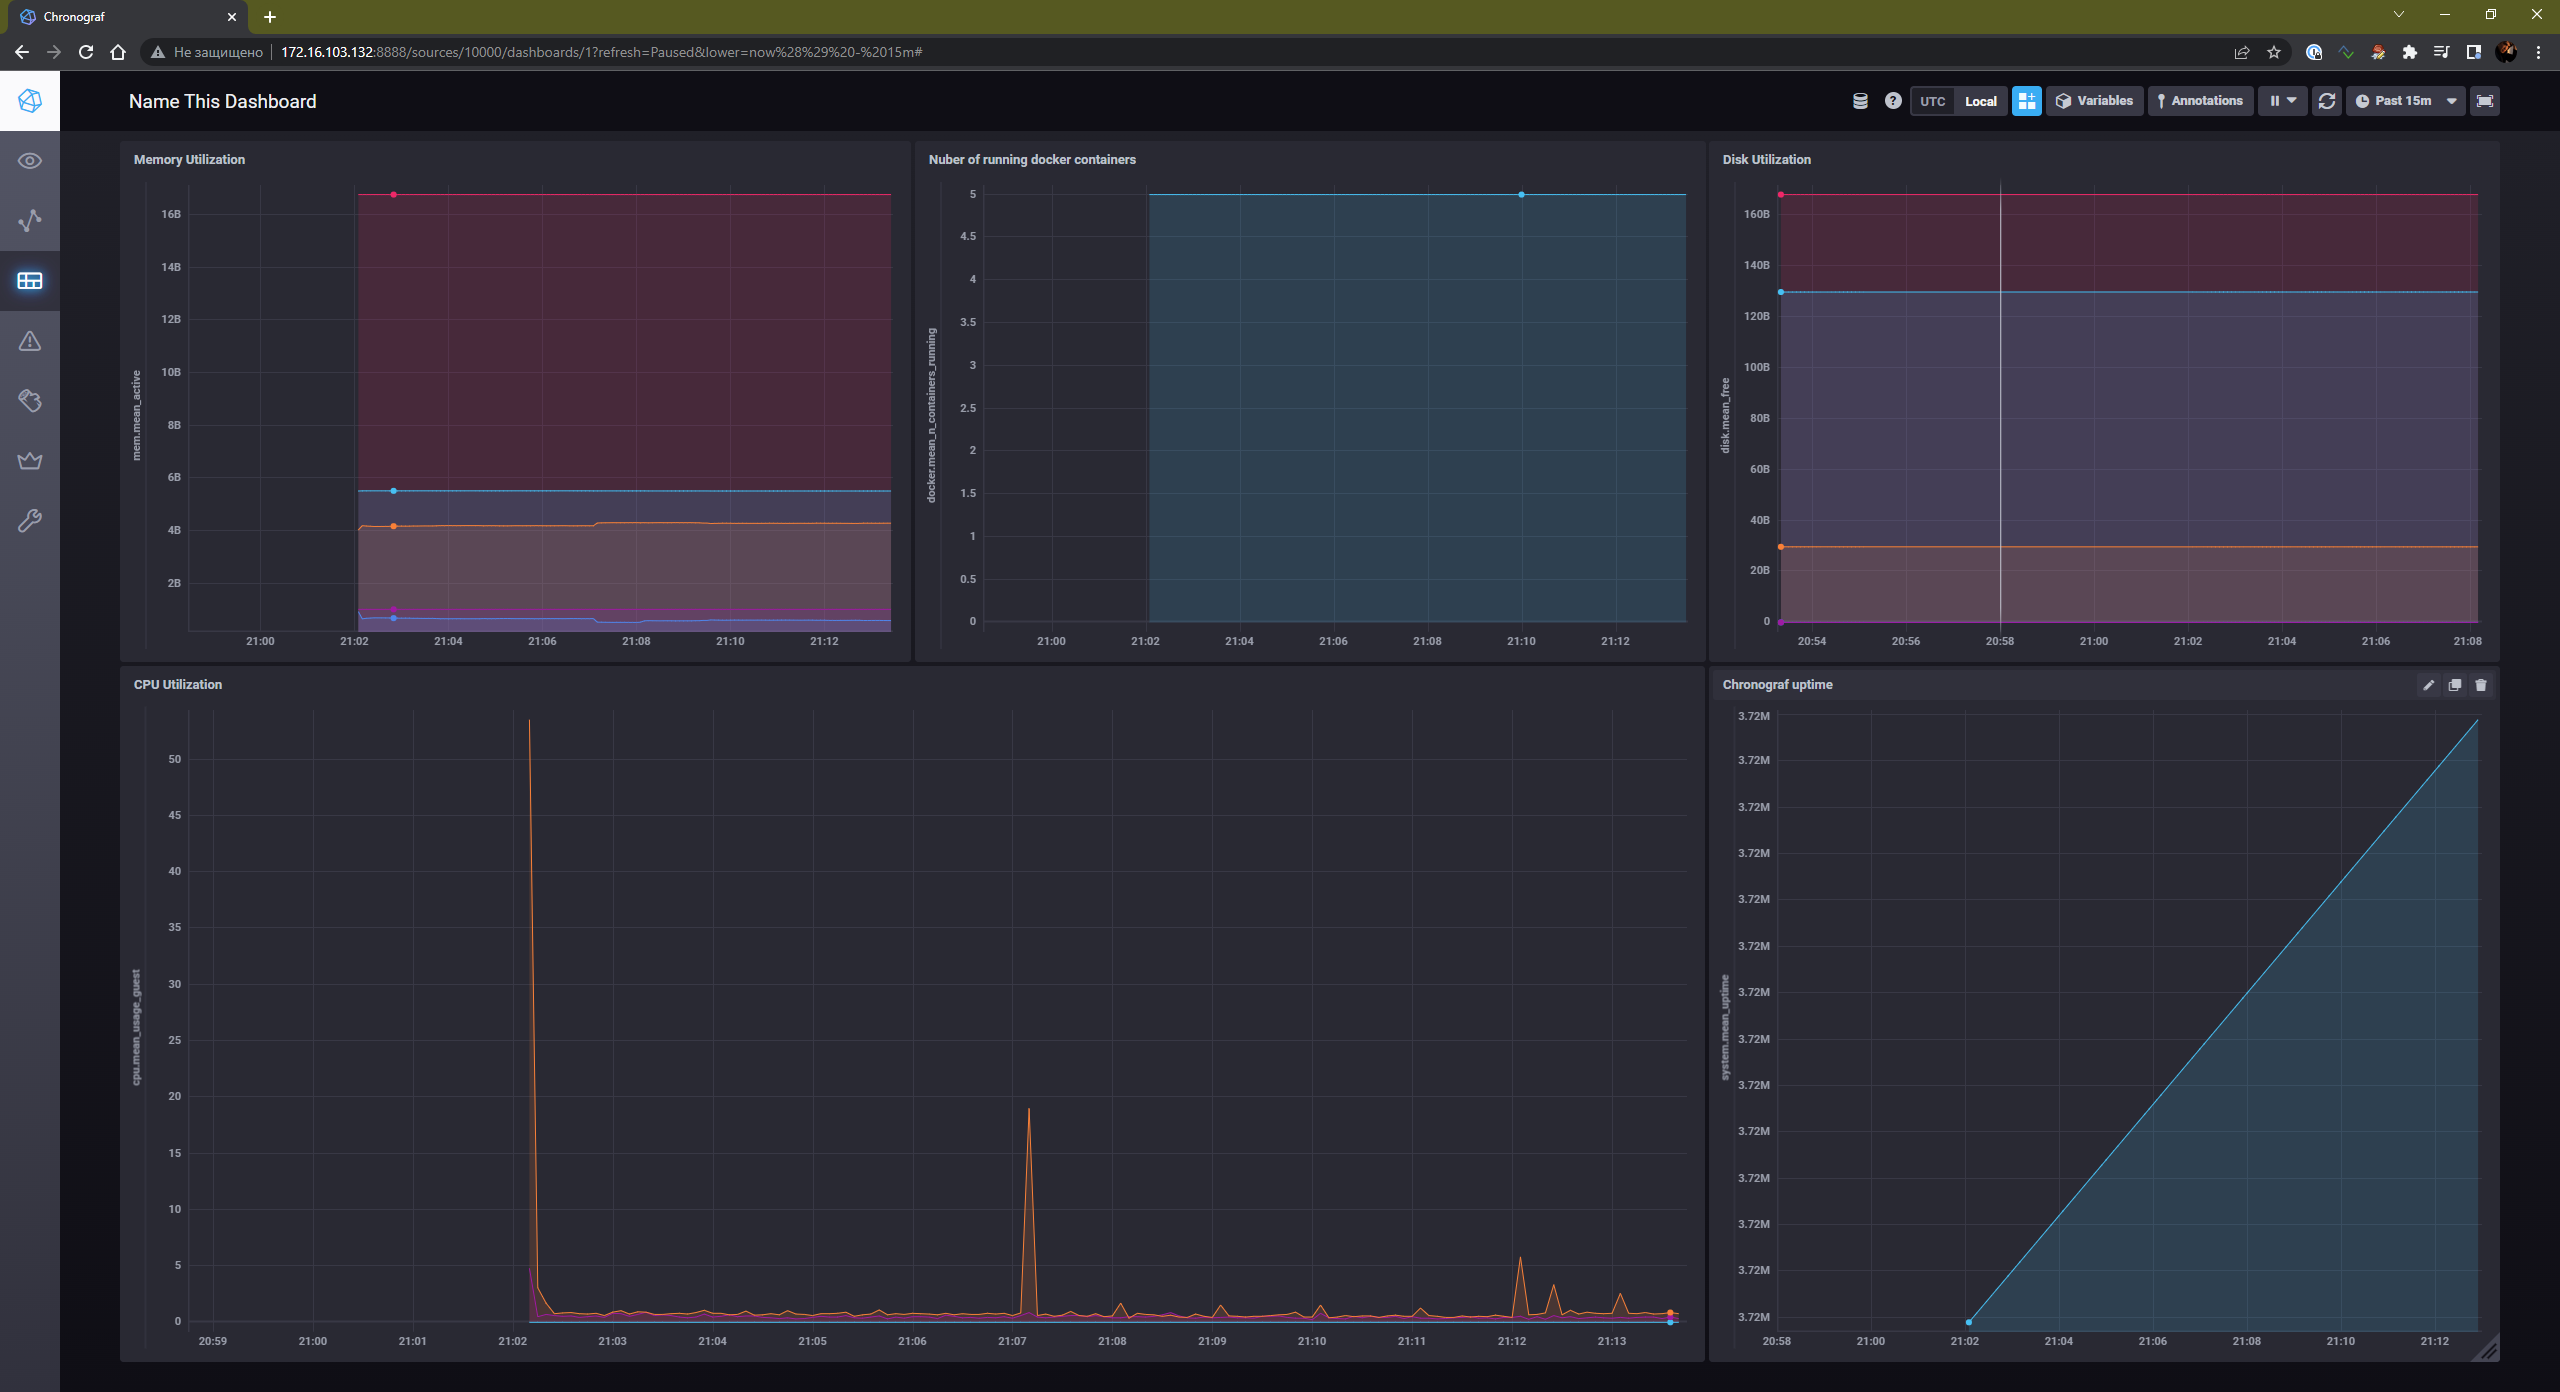 Chronograf
Не защищено
172.16.103.132:8888/sources/10000/dashboards/1?refresh=Paused&lower=now%28%29%20-%2015m#
Name This Dashboard
UTC
Local
Variables
Annotations
Past 15m
Memory Utilization
mem.mean_active
16B
14B
12B
10B
8B
6B
4B
2B
21:00 21:02 21:04 21:06 21:08 21:10 21:12
Nuber of running docker containers
docker.mean_n_containers_running
5
4.5
4
3.5
3
2.5
2
1.5
1
0.5
0
21:00 21:02 21:04 21:06 21:08 21:10 21:12
Disk Utilization
disk.mean_free
160B
140B
120B
100B
80B
60B
40B
20B
0
20:54 20:56 20:58 21:00 21:02 21:04 21:06 21:08
CPU Utilization
cpu.mean_usage_guest
50
45
40
35
30
25
20
15
10
5
0
20:59 21:00 21:01 21:02 21:03 21:04 21:05 21:06 21:07 21:08 21:09 21:10 21:11 21:12 21:13
Chronograf uptime
system.mean_uptime
3.72M
3.72M
3.72M
3.72M
3.72M
3.72M
3.72M
3.72M
3.72M
3.72M
3.72M
3.72M
3.72M
3.72M
20:58 21:00 21:02 21:04 21:06 21:08 21:10 21:12